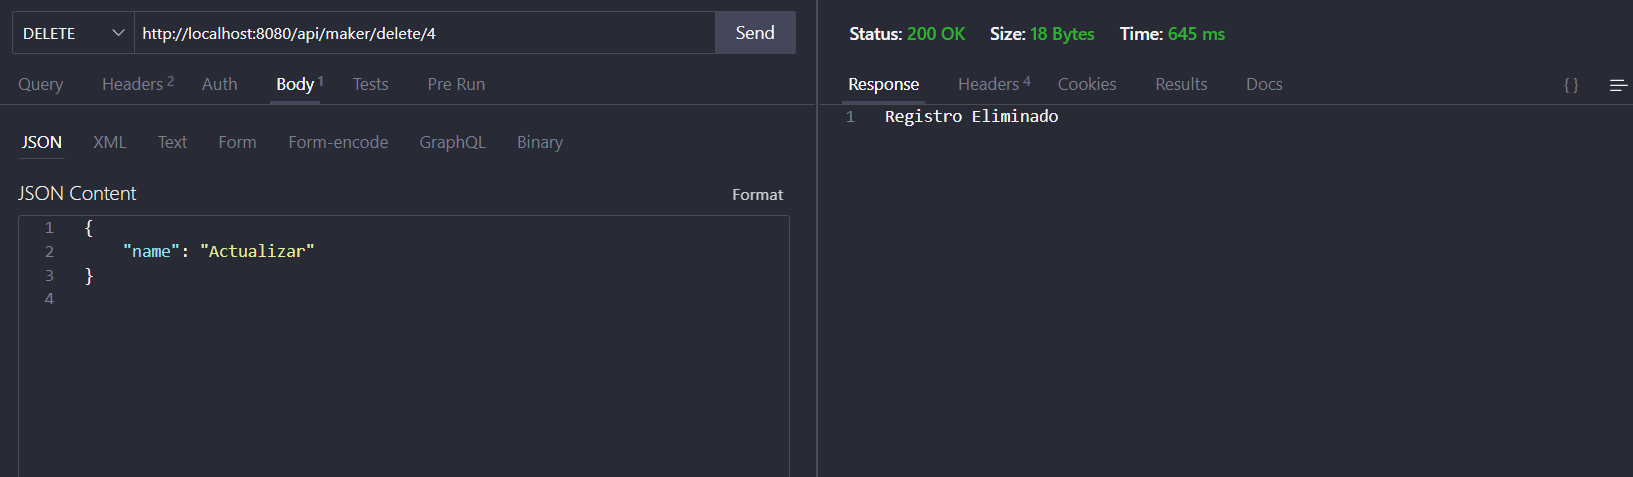 DELETE http://localhost:8080/api/maker/delete/4 Send
Query Headers 2 Auth Body 1 Tests Pre Run
JSON XML Text Form Form-encode GraphQL Binary
JSON Content Format
1 {
2 "name": "Actualizar"
3 }
4
Status: 200 OK Size: 18 Bytes Time: 645 ms
Response Headers 4 Cookies Results Docs { }
1 Registro Eliminado